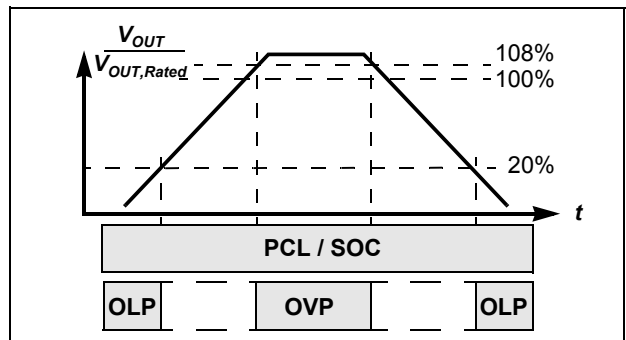 V_OUT
V_OUT,Rated
108%
100%
20%
t
PCL / SOC
OLP OVP OLP